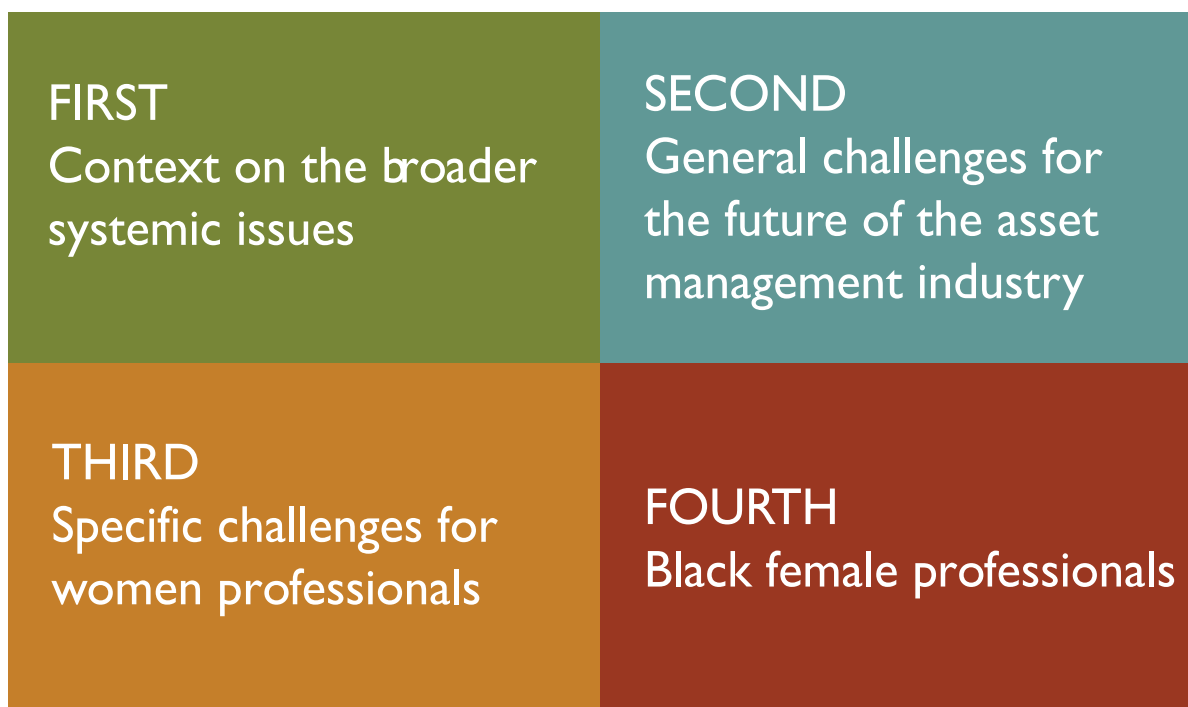 FIRST
Context on the broader
systemic issues
SECOND
General challenges for
the future of the asset
management industry
THIRD
Specific challenges for
women professionals
FOURTH
Black female professionals